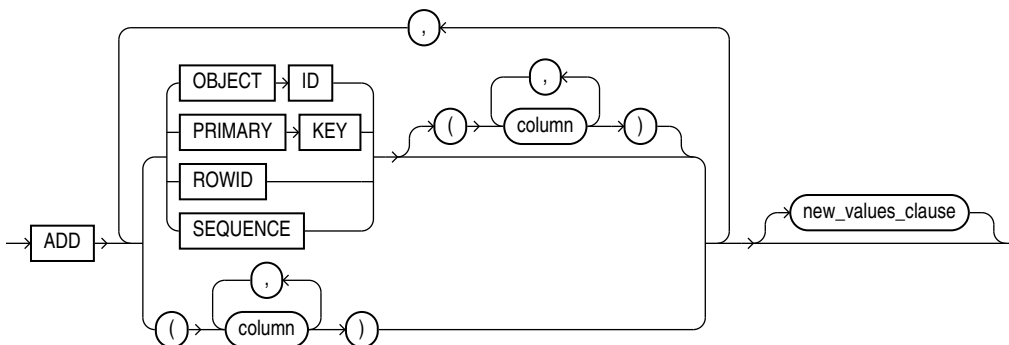 ,
OBJECT ID ,
PRIMARY KEY ( column )
ROWID
SEQUENCE new_values_clause
ADD
,
( column )